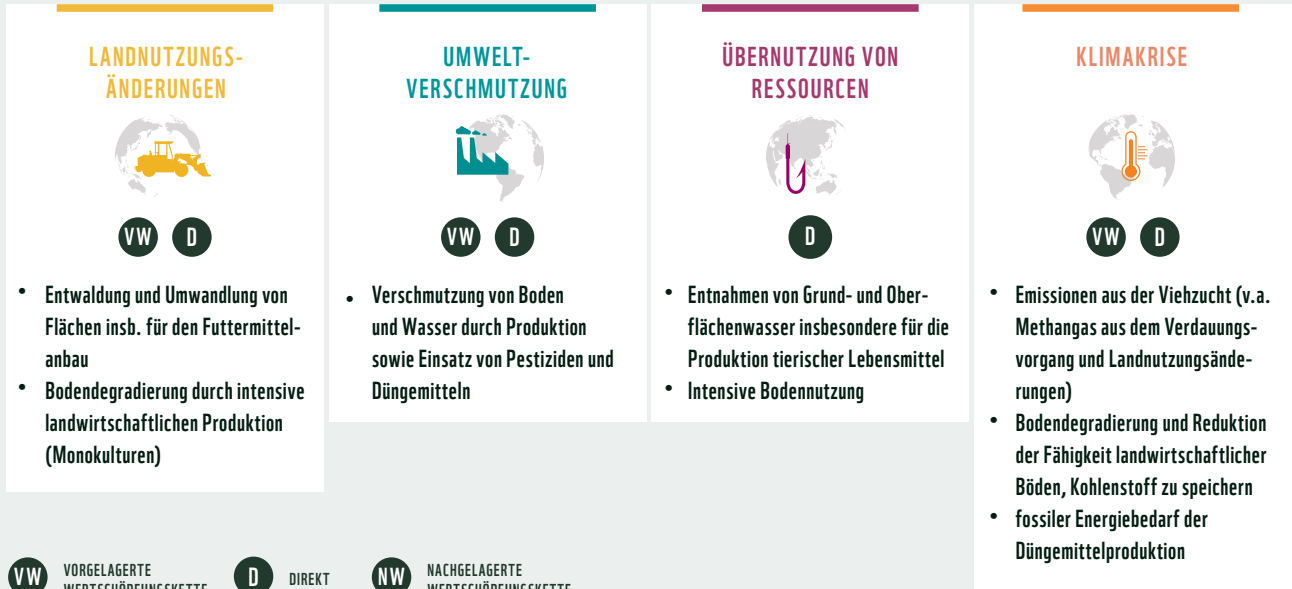 LANDNUTZUNGS-
ÄNDERUNGEN
VW D
• Entwaldung und Umwandlung von
Flächen insb. für den Futtermittel-
anbau
• Bodendegradierung durch intensive
landwirtschaftlichen Produktion
(Monokulturen)
UMWELT-
VERSCHMUTZUNG
VW D
• Verschmutzung von Boden
und Wasser durch Produktion
sowie Einsatz von Pestiziden und
Düngemitteln
ÜBERNUTZUNG VON
RESSOURCEN
D
• Entnahmen von Grund- und Ober-
flächenwasser insbesondere für die
Produktion tierischer Lebensmittel
• Intensive Bodennutzung
KLIMAKRISE
VW D
• Emissionen aus der Viehzucht (v.a.
Methangas aus dem Verdauungs-
vorgang und Landnutzungsände-
rungen)
• Bodendegradierung und Reduktion
der Fähigkeit landwirtschaftlicher
Böden, Kohlenstoff zu speichern
• fossiler Energiebedarf der
Düngemittelproduktion
VW VORGELAGERTE
WERTSCHÖPFUNGSKETTE
D DIREKT
NW NACHGELAGERTE
WERTSCHÖPFUNGSKETTE